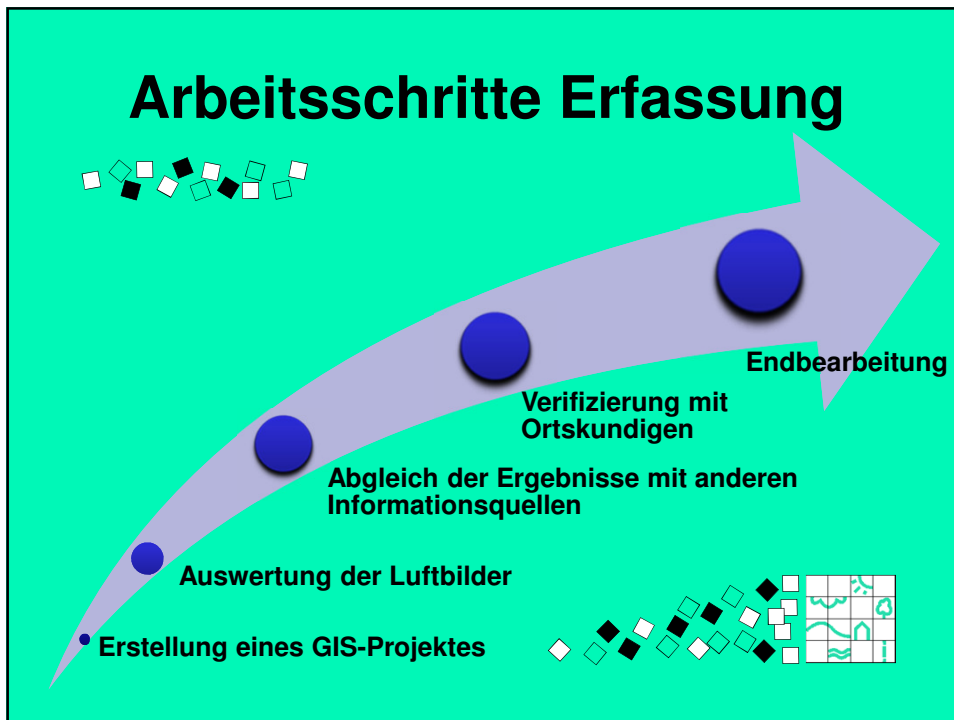 Arbeitsschritte Erfassung
Endbearbeitung
Verifizierung mit
Ortskundigen
Abgleich der Ergebnisse mit anderen
Informationsquellen
Auswertung der Luftbilder
Erstellung eines GIS-Projektes